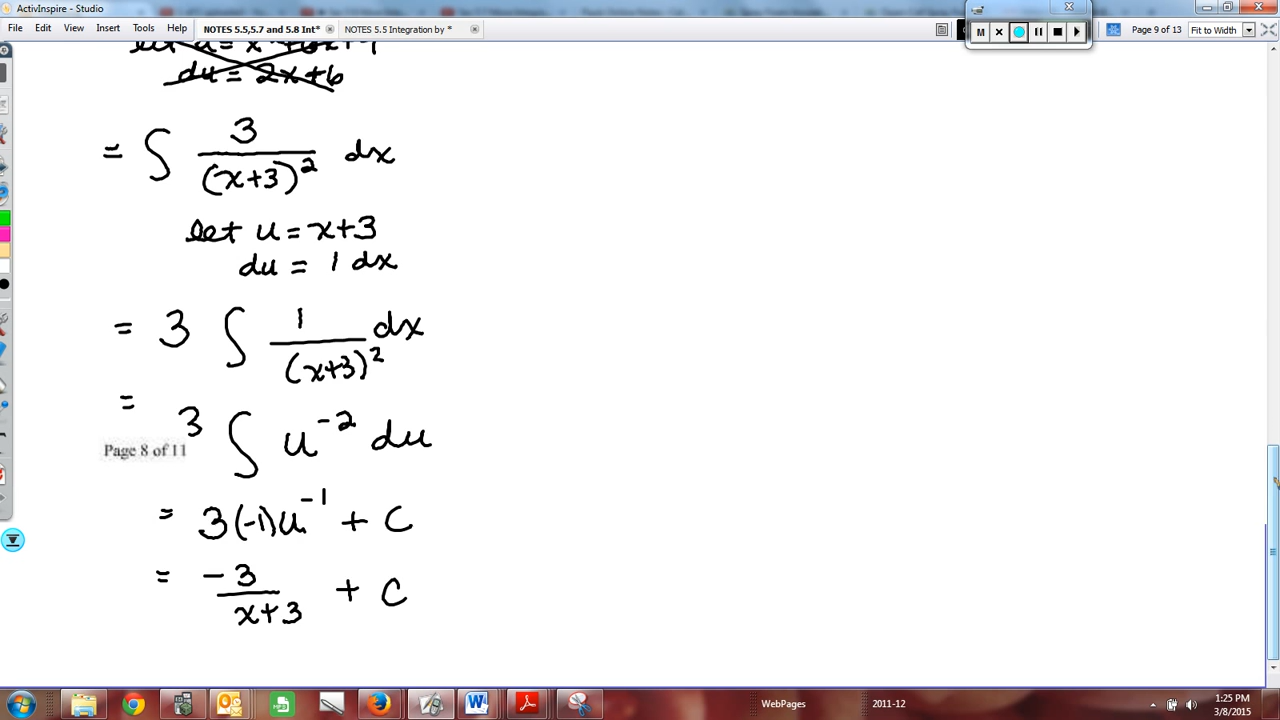 ActivInspire - Studio
File Edit View Insert Tools Help
NOTES 5.5,5.7 and 5.8 Int*
NOTES 5.5 Integration by *
Page 9 of 13
Fit to Width
let u = x
du = 2x+6
= ∫ 3/(x+3)² dx
let u = x+3
du = 1 dx
= 3 ∫ 1/(x+3)² dx
= 3 ∫ u⁻² du
Page 8 of 11
= 3(-1)u⁻¹ + C
= -3/(x+3) + C
WebPages
2011-12
1:25 PM
3/8/2015